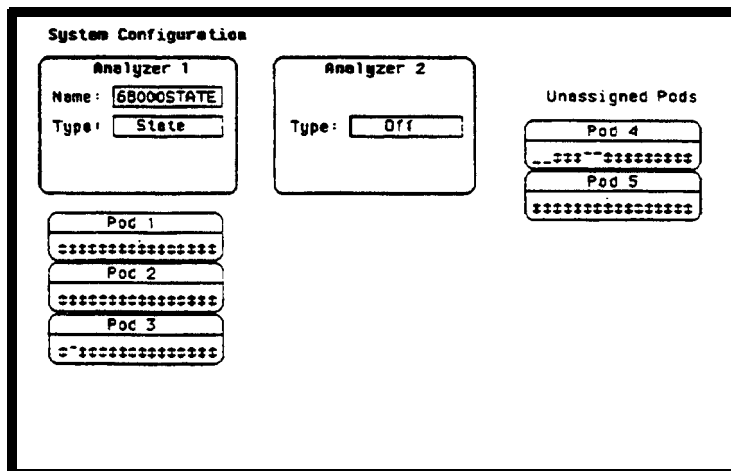 System Configuration
Analyzer 1
Name: 68000STATE
Type: State
Analyzer 2
Type: Off
Unassigned Pods
Pod 4
Pod 5
Pod 1
Pod 2
Pod 3